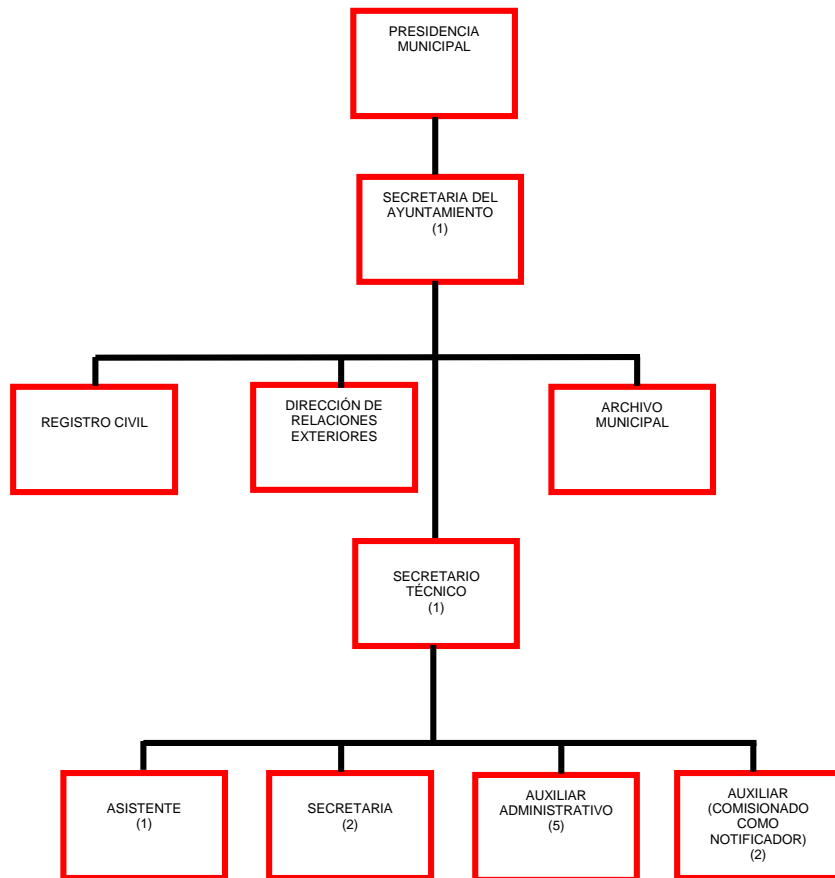 PRESIDENCIA
MUNICIPAL
SECRETARIA DEL
AYUNTAMIENTO
(1)
REGISTRO CIVIL
DIRECCIÓN DE
RELACIONES
EXTERIORES
ARCHIVO
MUNICIPAL
SECRETARIO
TÉCNICO
(1)
ASISTENTE
(1)
SECRETARIA
(2)
AUXILIAR
ADMINISTRATIVO
(5)
AUXILIAR
(COMISIONADO
COMO
NOTIFICADOR)
(2)